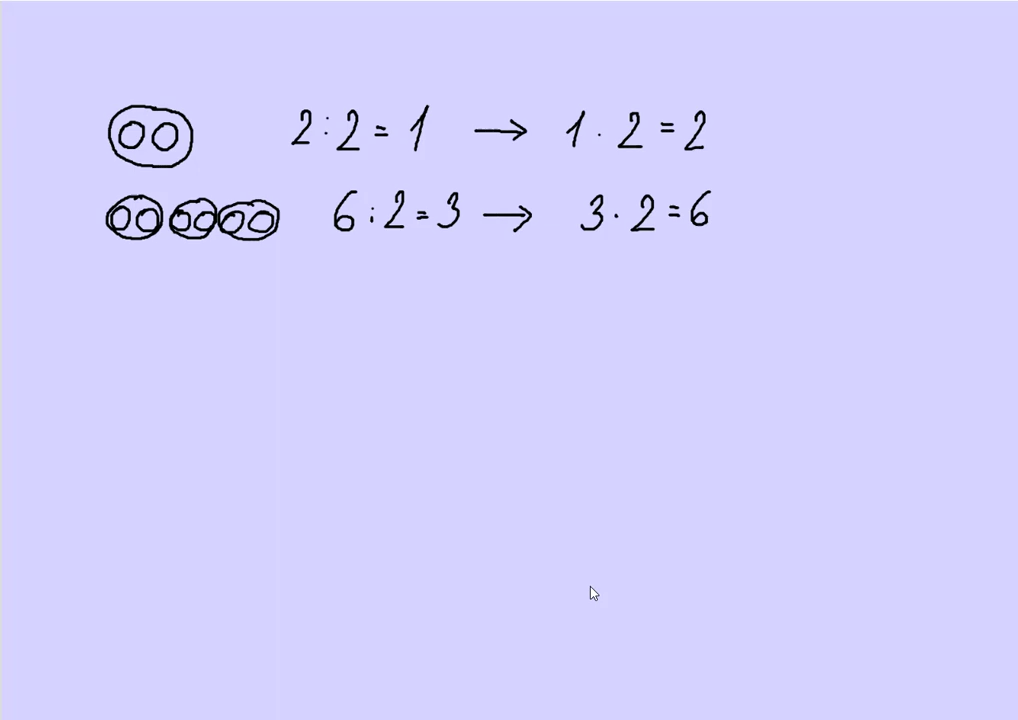 2 : 2 = 1 → 1 · 2 = 2
6 : 2 = 3 → 3 · 2 = 6